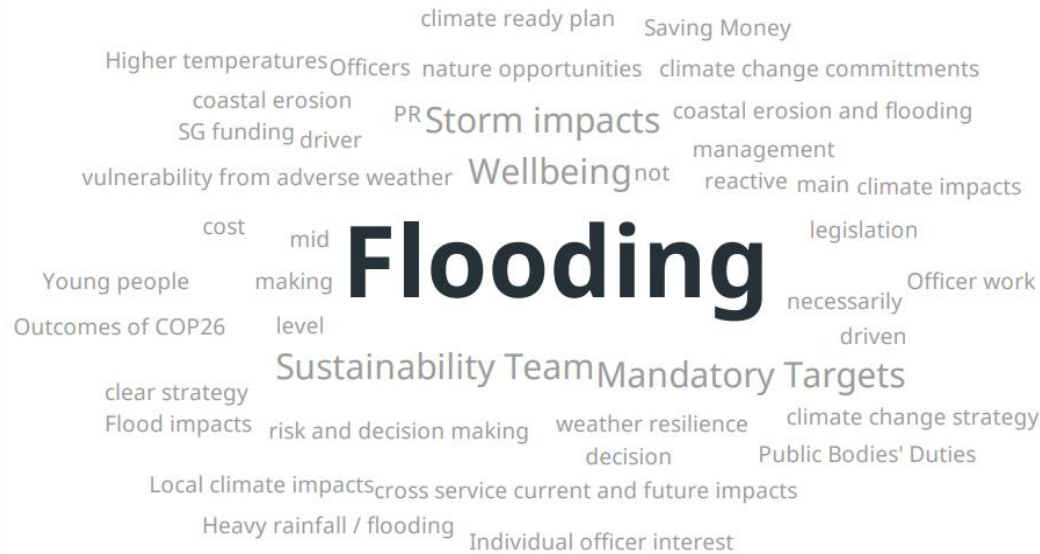 climate ready plan
Saving Money
Higher temperatures
Officers
nature opportunities
climate change committments
coastal erosion
PR
Storm impacts
coastal erosion and flooding
SG funding
driver
management
vulnerability from adverse weather
Wellbeing
not
reactive
main
climate impacts
cost
mid
Flooding
legislation
Young people
making
necessarily
Officer work
Outcomes of COP26
level
driven
Sustainability Team
Mandatory Targets
clear strategy
Flood impacts
risk and decision making
weather resilience
climate change strategy
decision
Public Bodies' Duties
Local climate impacts
cross service current and future impacts
Heavy rainfall / flooding
Individual officer interest